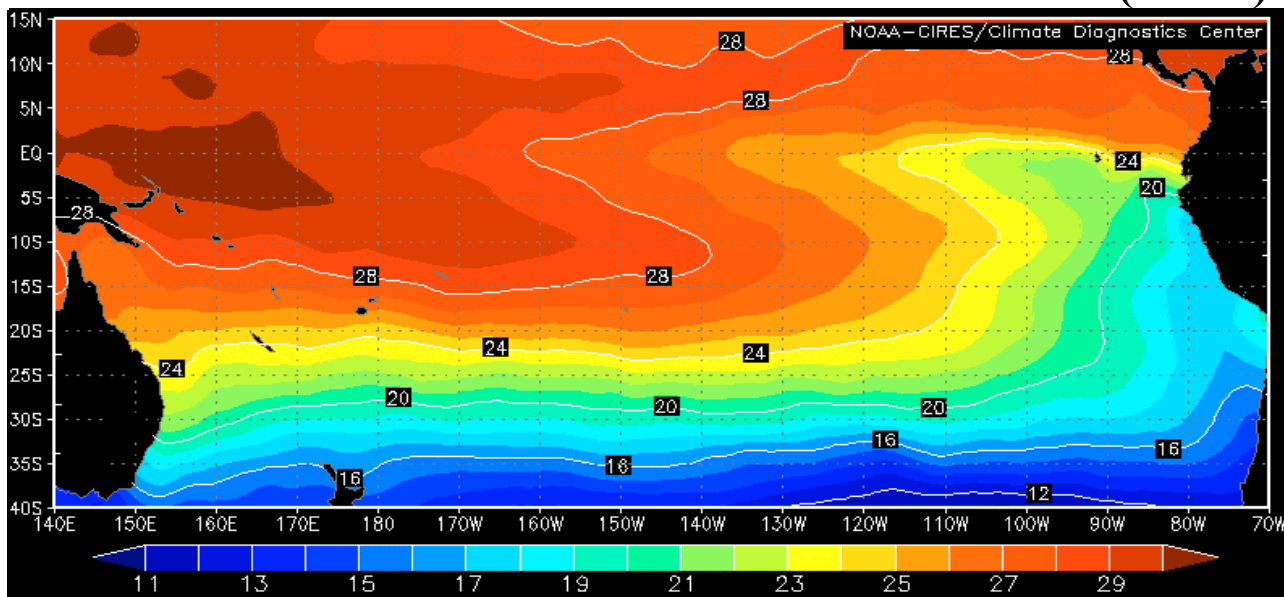 (
)
15N
NOAA-CIRES/Climate Diagnostics Center
28
28
10N
28
5N
EQ
24
20
5S
28
10S
28
28
15S
20S
24
24
24
25S
20
20
20
30S
16
16
35S
16
12
40S
140E 150E 160E 170E 180 170W 160W 150W 140W 130W 120W 110W 100W 90W 80W 70W
11 13 15 17 19 21 23 25 27 29